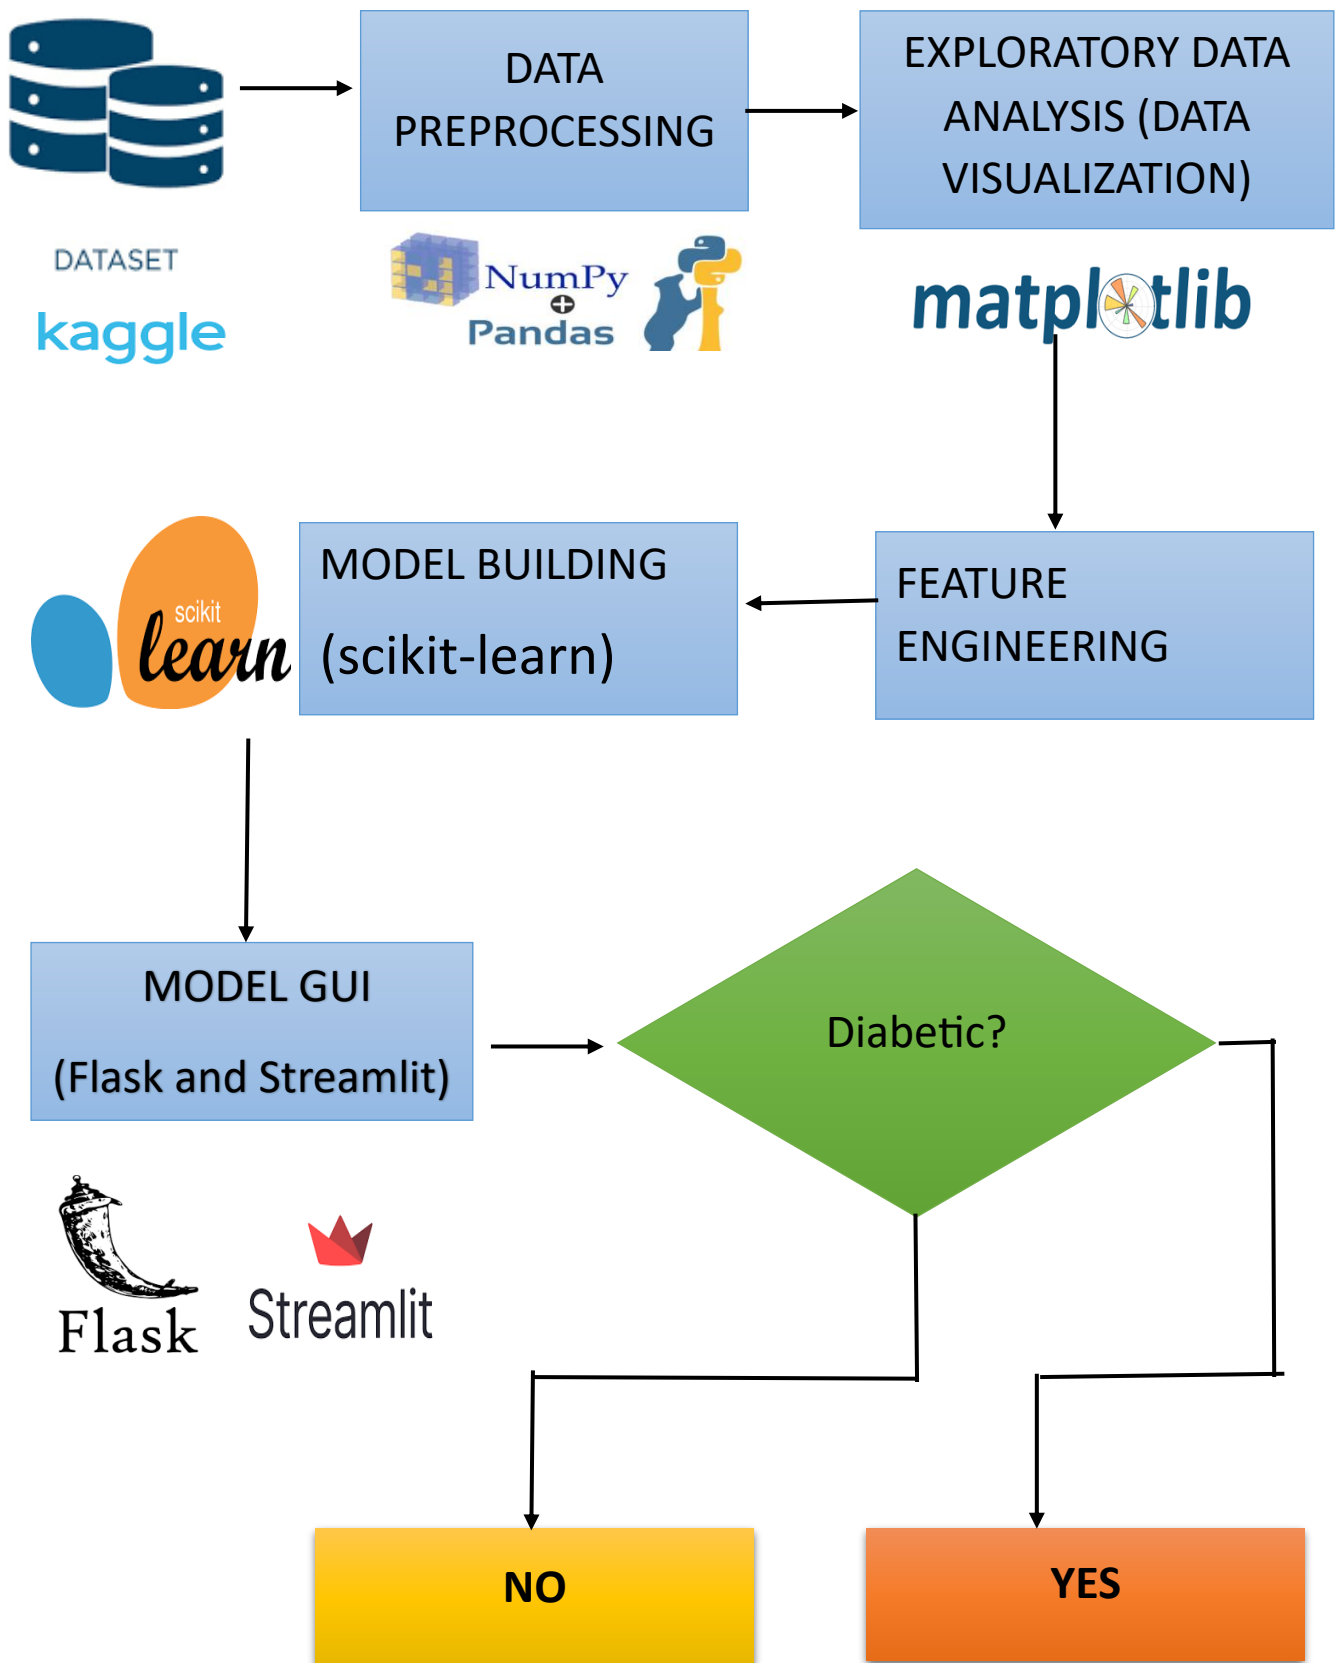 DATA
PREPROCESSING
EXPLORATORY DATA
ANALYSIS (DATA
VISUALIZATION)
DATASET
kaggle
NumPy
+
Pandas
matplotlib
scikit
learn
MODEL BUILDING
(scikit-learn)
FEATURE
ENGINEERING
MODEL GUI
(Flask and Streamlit)
Diabetic?
Flask
Streamlit
NO
YES